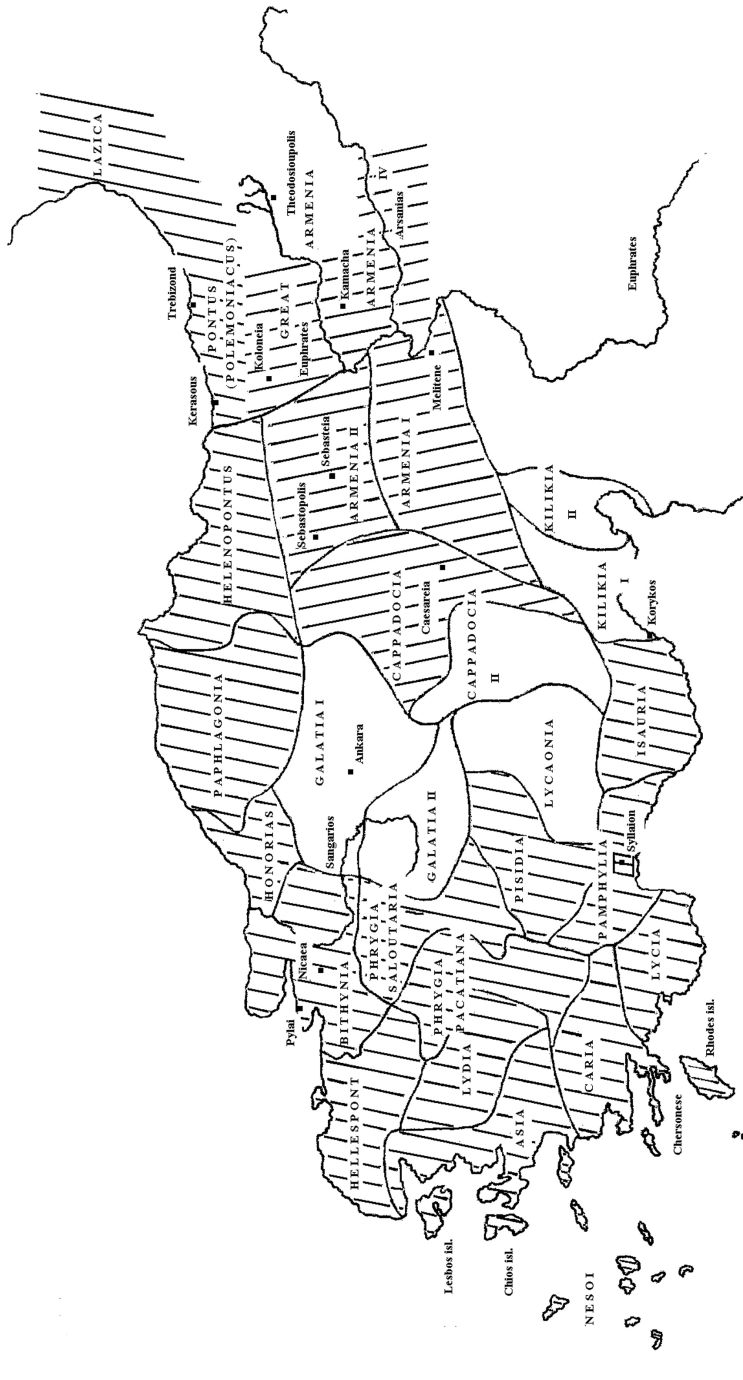 LAZICA
Trebizond
PONTUS
(POLEMONIACUS)
Theodosioupolis
ARMENIA
Kerasous
Koloneia
GREAT
Euphrates
Kamacha
ARMENIA
IV
Arsanias
HELENOPONTUS
Sebastopolis
Sebasteia
ARMENIA II
ARMENIA I
Melitene
Euphrates
PAPHLAGONIA
CAPPADOCIA
Caesareia
CAPPADOCIA
II
KILIKIA
II
KILIKIA
I
Korykos
HONORIAS
GALATIA I
Ankara
Sangarios
GALATIA II
LYCAONIA
ISAURIA
Nicaea
Pylai
BITHYNIA
PHRYGIA
SALOUTARIA
PHRYGIA
PACATIANA
PISIDIA
PAMPHYLIA
Syllaion
LYCIA
HELLESPONT
LYDIA
ASIA
CARIA
Chersonese
Rhodes isl.
Lesbos isl.
Chios isl.
NESOI